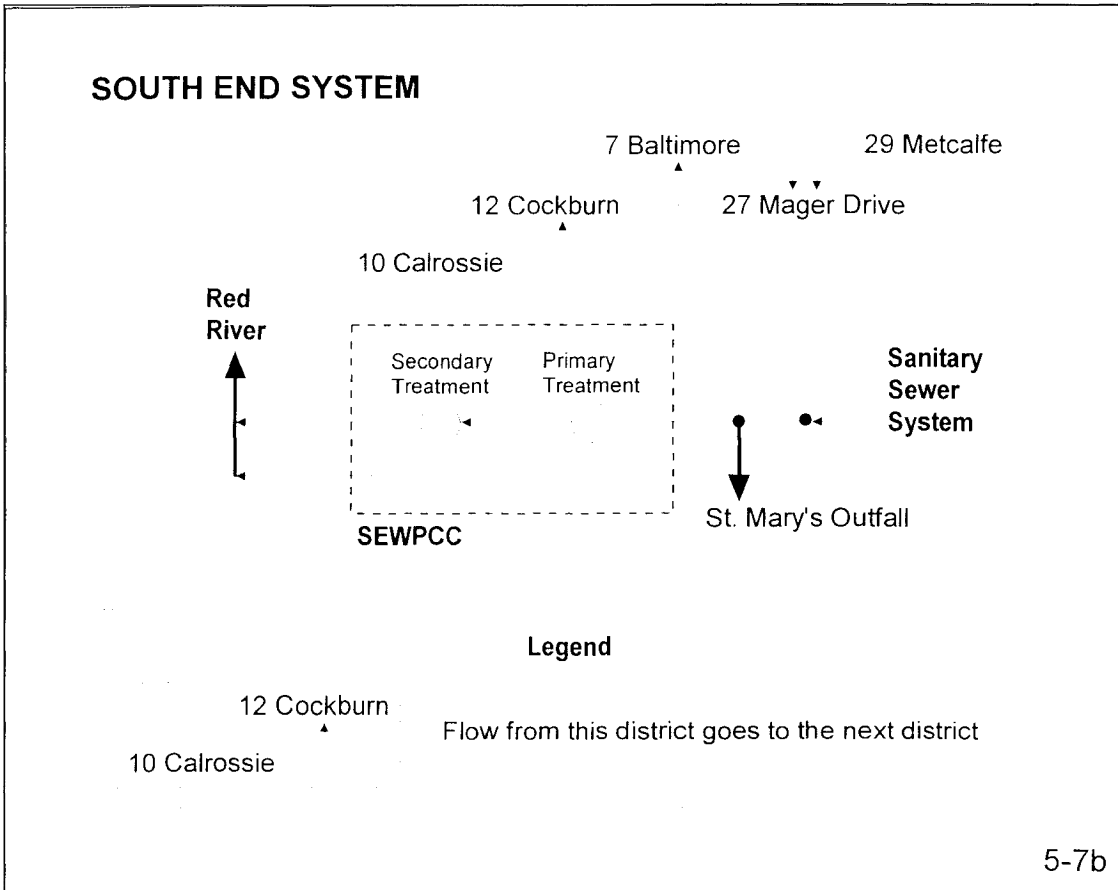 SOUTH END SYSTEM
7 Baltimore
29 Metcalfe
12 Cockburn
27 Mager Drive
10 Calrossie
Red
River
Secondary
Treatment
Primary
Treatment
Sanitary
Sewer
System
St. Mary's Outfall
SEWPCC
Legend
12 Cockburn
10 Calrossie
Flow from this district goes to the next district
5-7b